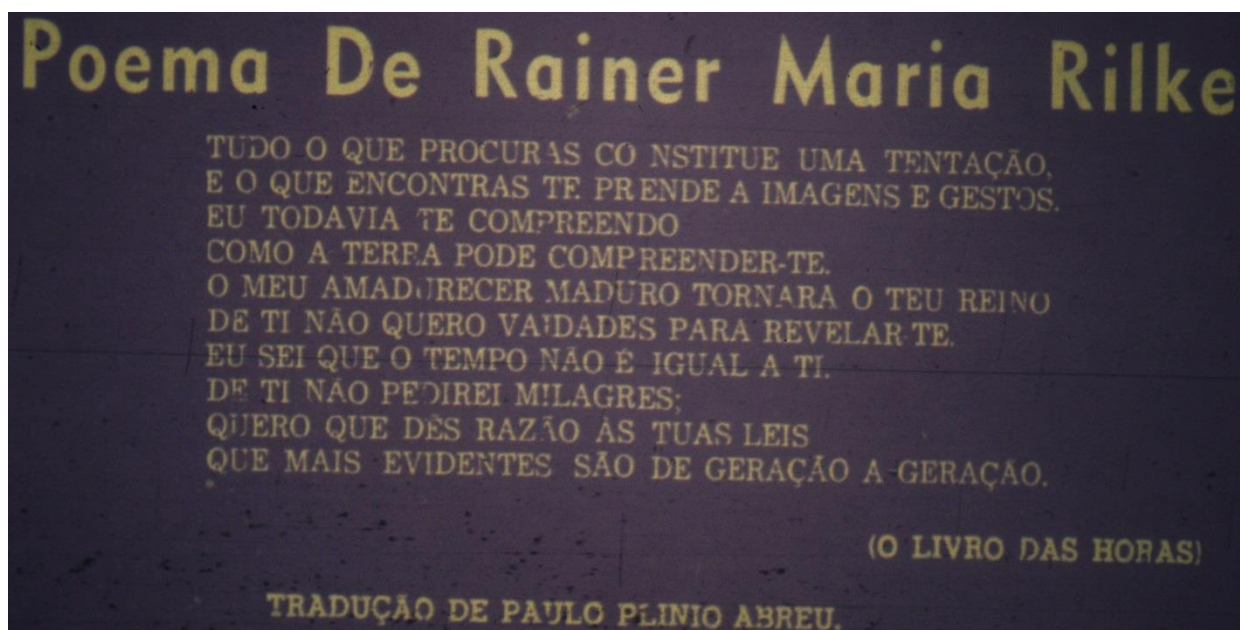 Poema De Rainer Maria Rilke
TUDO O QUE PROCURAS CO NSTITUE UMA TENTAÇÃO,
E O QUE ENCONTRAS TE PRENDE A IMAGENS E GESTOS.
EU TODAVIA TE COMPREENDO
COMO A TERRA PODE COMPREENDER-TE.
O MEU AMADURECER MADURO TORNARA O TEU REINO
DE TI NÃO QUERO VAIDADES PARA REVELAR-TE.
EU SEI QUE O TEMPO NÃO É IGUAL A TI.
DE TI NÃO PEDIREI MILAGRES;
QUERO QUE DÊS RAZÃO ÀS TUAS LEIS
QUE MAIS EVIDENTES SÃO DE GERAÇÃO A GERAÇÃO.
(O LIVRO DAS HORAS)
TRADUÇÃO DE PAULO PLINIO ABREU.